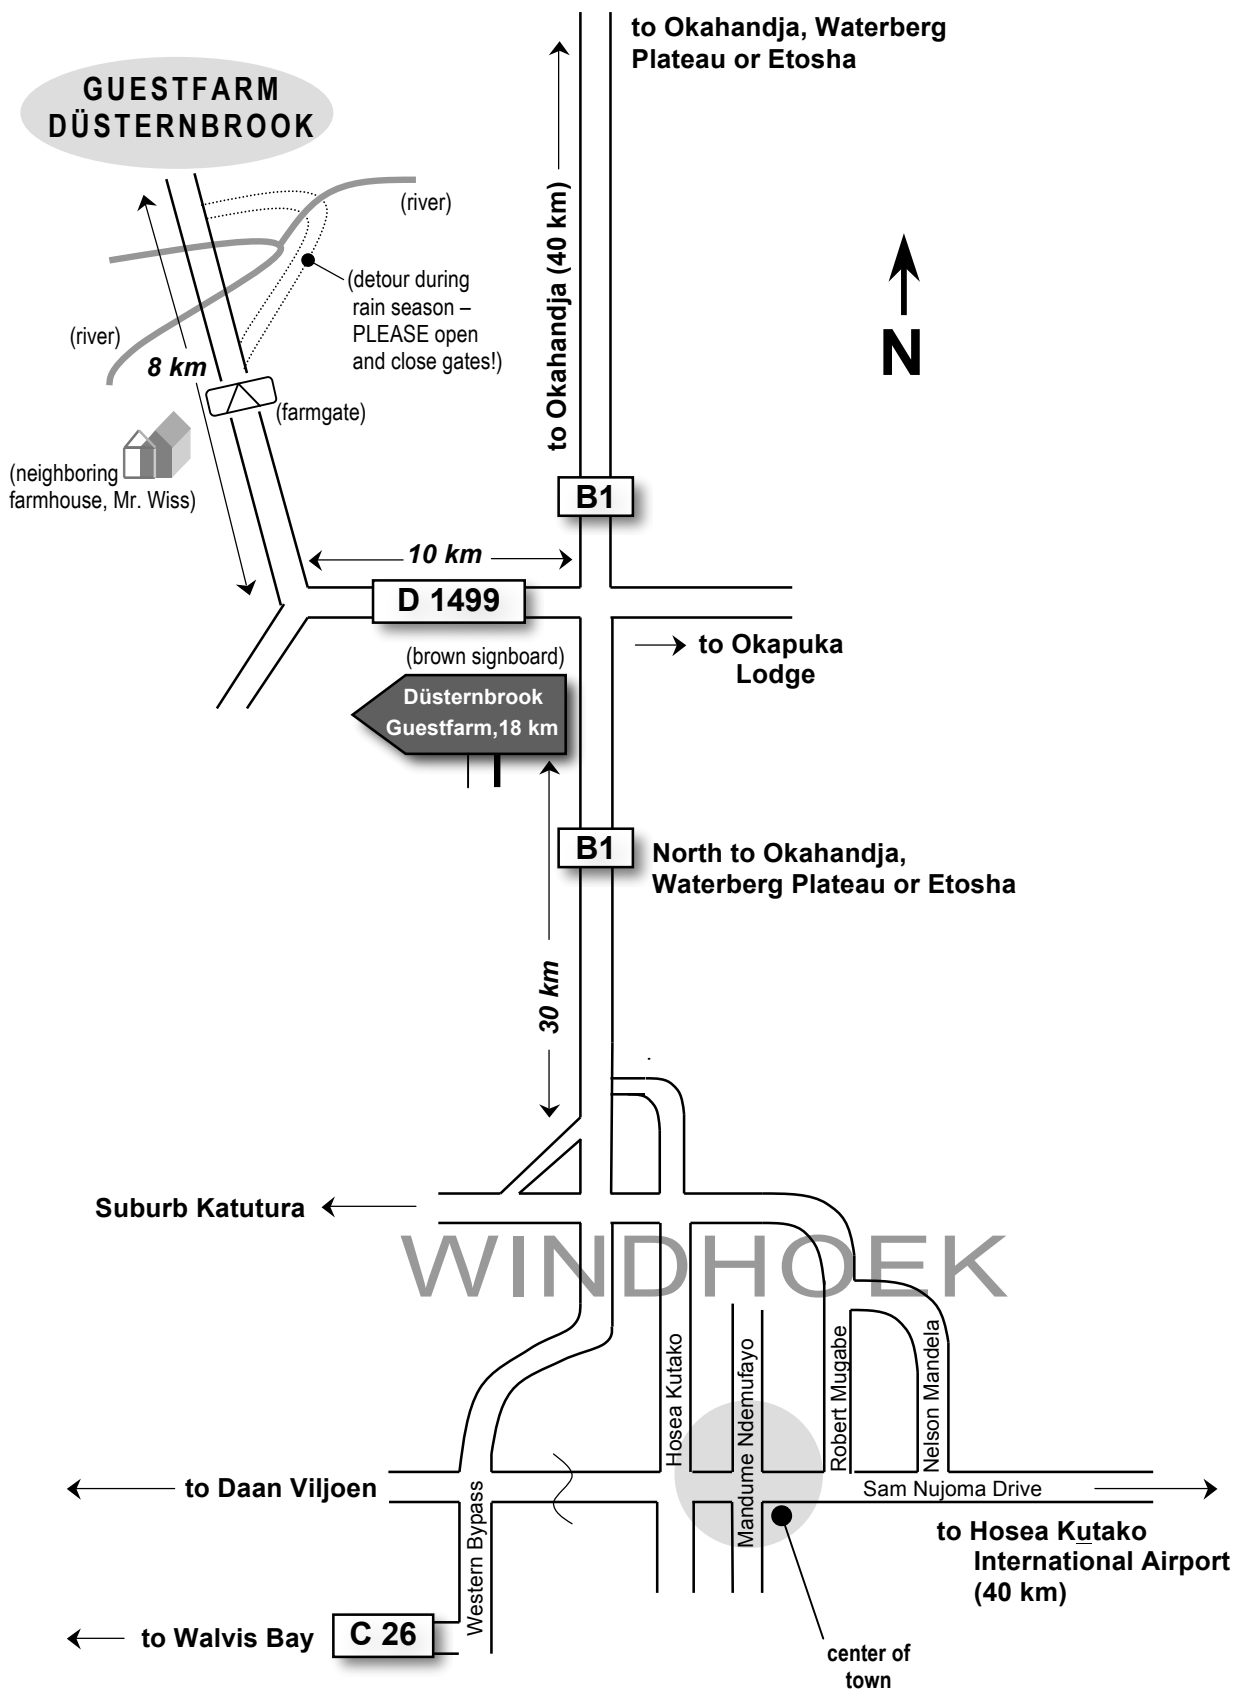 to Okahandja, Waterberg
Plateau or Etosha
GUESTFARM
DÜSTERNBROOK
to Okahandja (40 km)
(river)
(detour during
rain season –
PLEASE open
and close gates!)
(river)
8 km
(farmgate)
N
(neighboring
farmhouse, Mr. Wiss)
B1
10 km
D 1499
(brown signboard)
to Okapuka
Lodge
Düsternbrook
Guestfarm,18 km
B1
North to Okahandja,
Waterberg Plateau or Etosha
30 km
Suburb Katutura
WINDHOEK
Hosea Kutako
Mandume Ndemufayo
Robert Mugabe
Nelson Mandela
to Daan Viljoen
Sam Nujoma Drive
Western Bypass
to Hosea Kutako
International Airport
(40 km)
to Walvis Bay
C 26
center of
town